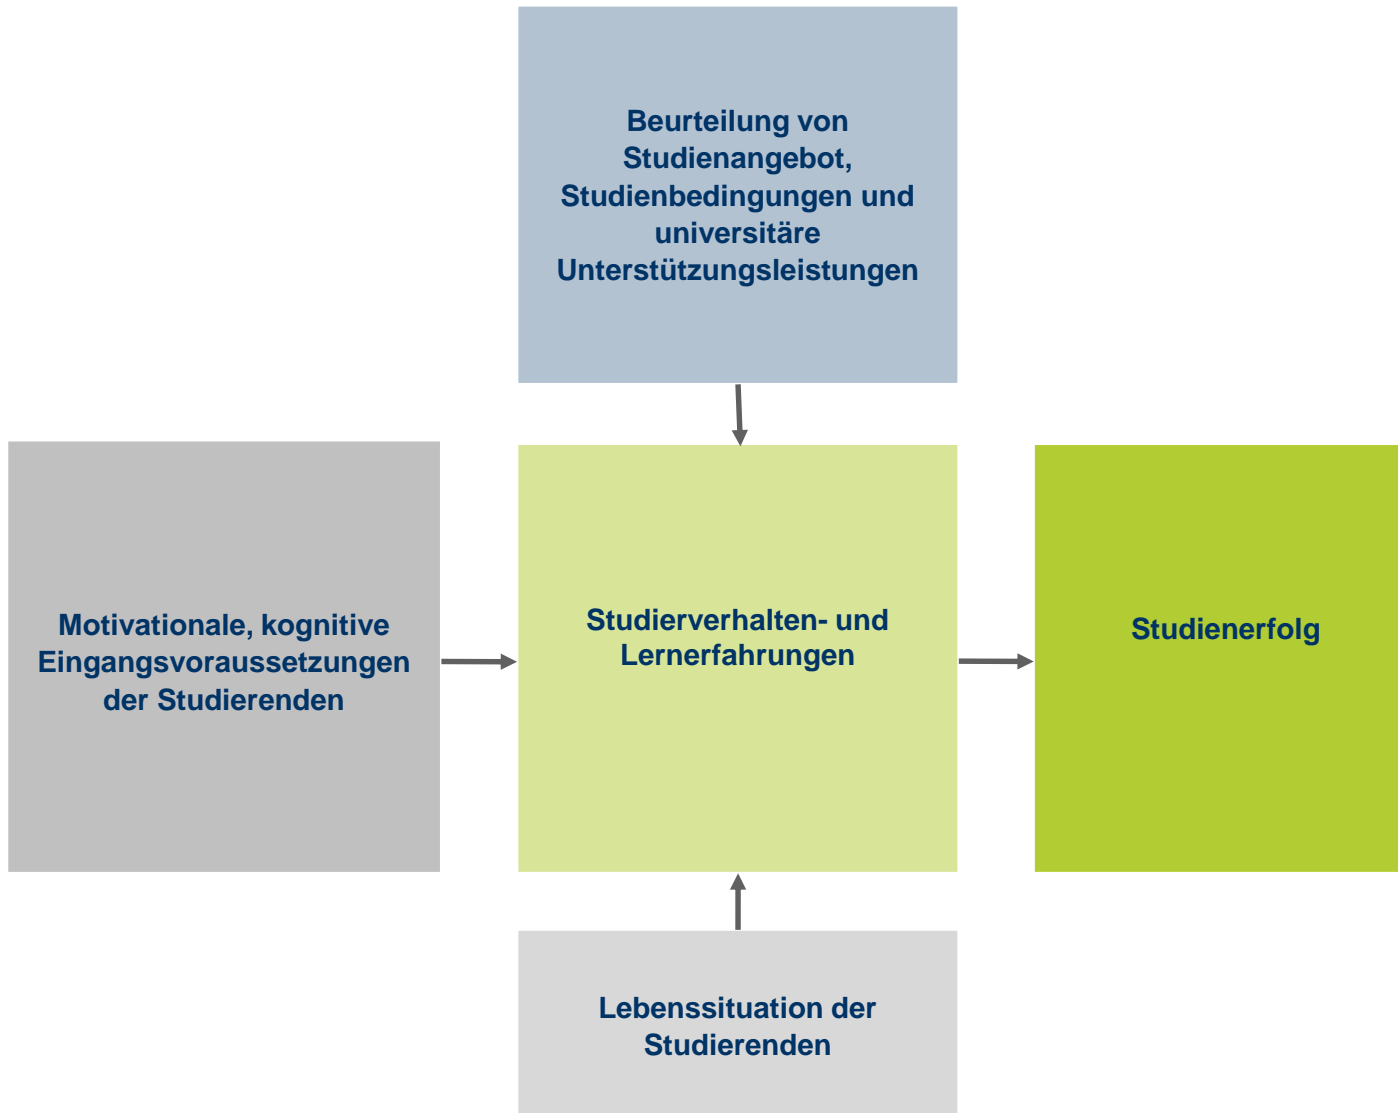 Beurteilung von
Studienangebot,
Studienbedingungen und
universitäre
Unterstützungsleistungen
Motivationale, kognitive
Eingangsvoraussetzungen
der Studierenden
Studierverhalten- und
Lernerfahrungen
Studienerfolg
Lebenssituation der
Studierenden